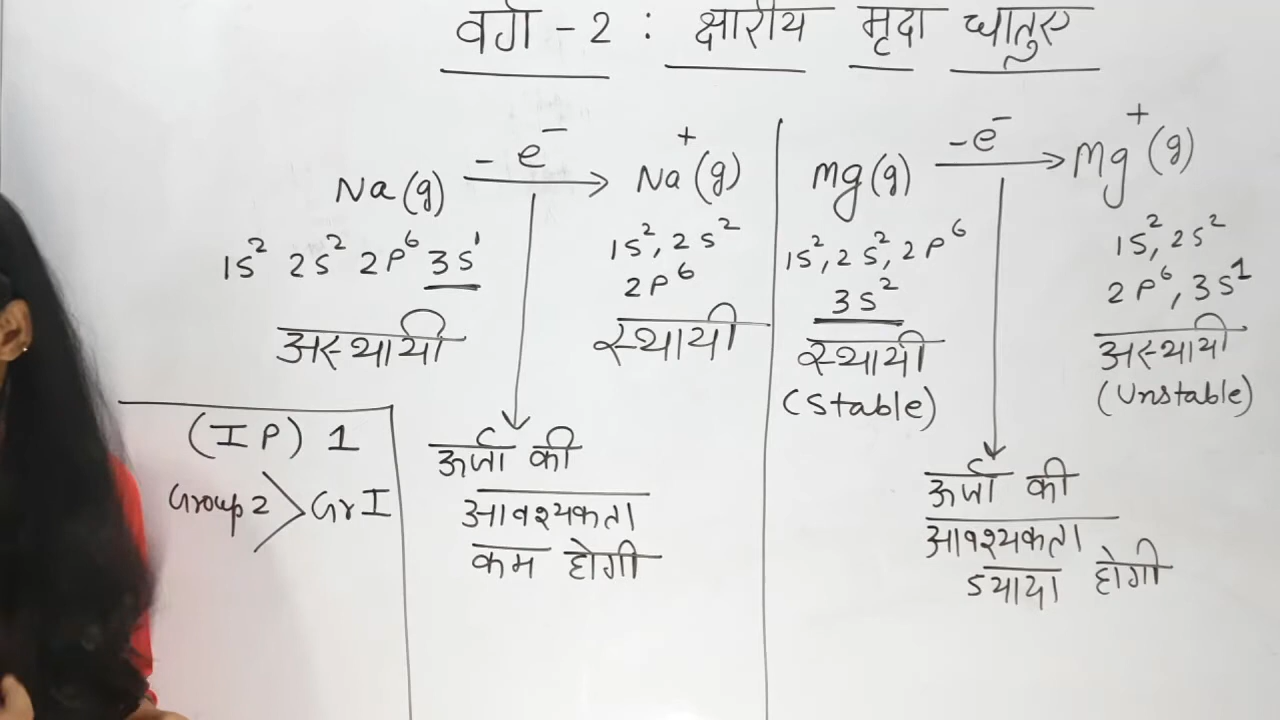 वर्ग - 2 : क्षारीय मृदा धातुए
Na(g) - e⁻ → Na⁺(g)
1s² 2s² 2p⁶ 3s¹
1s², 2s²
2p⁶
अस्थायी
स्थायी
ऊर्जा की
आवश्यकता
कम होगी
(IP) 1
Group 2 > Gr I
Mg(g) -e⁻ → Mg⁺(g)
1s², 2s², 2p⁶
3s²
1s², 2s²
2p⁶, 3s¹
स्थायी
(Stable)
अस्थायी
(Unstable)
ऊर्जा की
आवश्यकता
ज्याया होगी